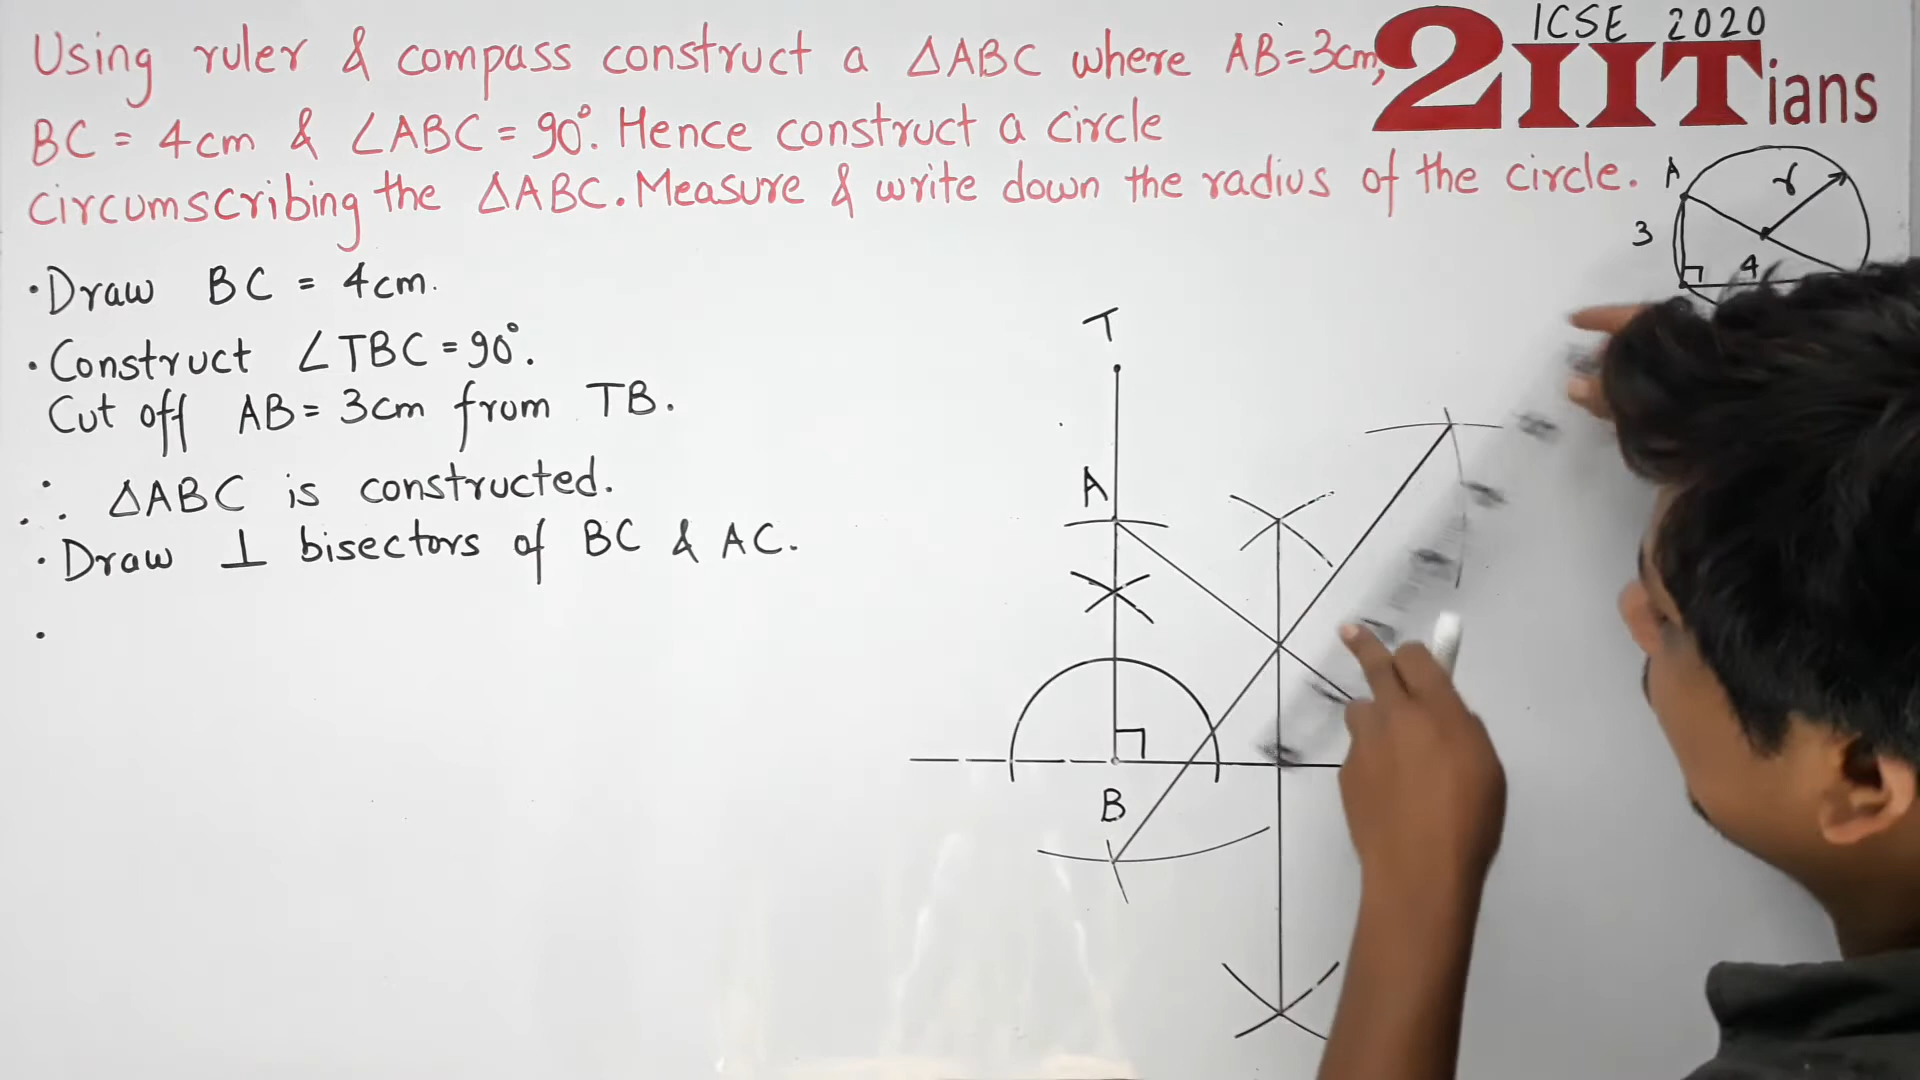 ICSE 2020
2IITians
Using ruler & compass construct a ΔABC where AB=3cm,
BC = 4cm & ∠ABC = 90°. Hence construct a circle
circumscribing the ΔABC. Measure & write down the radius of the circle.
A
r
3
4
• Draw BC = 4cm.
• Construct ∠TBC = 90°.
Cut off AB = 3cm from TB.
∴ ΔABC is constructed.
• Draw ⊥ bisectors of BC & AC.
•
T
A
B